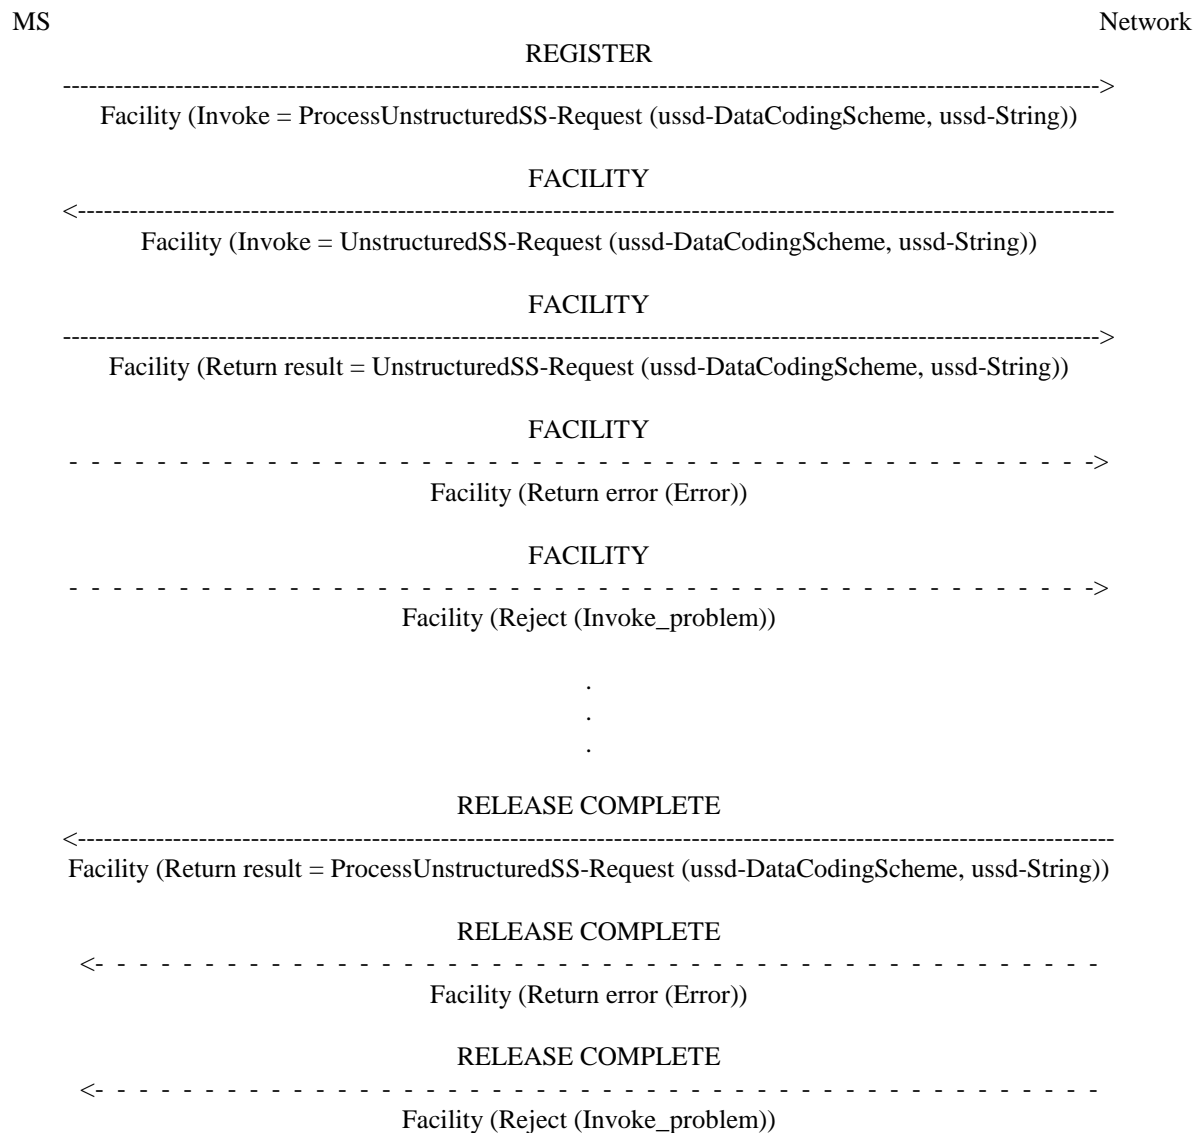 MS Network
REGISTER
------------------------------------------------------------------------------------------------------------------------>
Facility (Invoke = ProcessUnstructuredSS-Request (ussd-DataCodingScheme, ussd-String))
FACILITY
<------------------------------------------------------------------------------------------------------------------------
Facility (Invoke = UnstructuredSS-Request (ussd-DataCodingScheme, ussd-String))
FACILITY
------------------------------------------------------------------------------------------------------------------------>
Facility (Return result = UnstructuredSS-Request (ussd-DataCodingScheme, ussd-String))
FACILITY
- - - - - - - - - - - - - - - - - - - - - - - - - - - - - - - - - - - - - - - - - - - - - - ->
Facility (Return error (Error))
FACILITY
- - - - - - - - - - - - - - - - - - - - - - - - - - - - - - - - - - - - - - - - - - - - - - ->
Facility (Reject (Invoke_problem))
.
.
.
RELEASE COMPLETE
<------------------------------------------------------------------------------------------------------------------------
Facility (Return result = ProcessUnstructuredSS-Request (ussd-DataCodingScheme, ussd-String))
RELEASE COMPLETE
<- - - - - - - - - - - - - - - - - - - - - - - - - - - - - - - - - - - - - - - - - - - - - -
Facility (Return error (Error))
RELEASE COMPLETE
<- - - - - - - - - - - - - - - - - - - - - - - - - - - - - - - - - - - - - - - - - - - - - -
Facility (Reject (Invoke_problem))